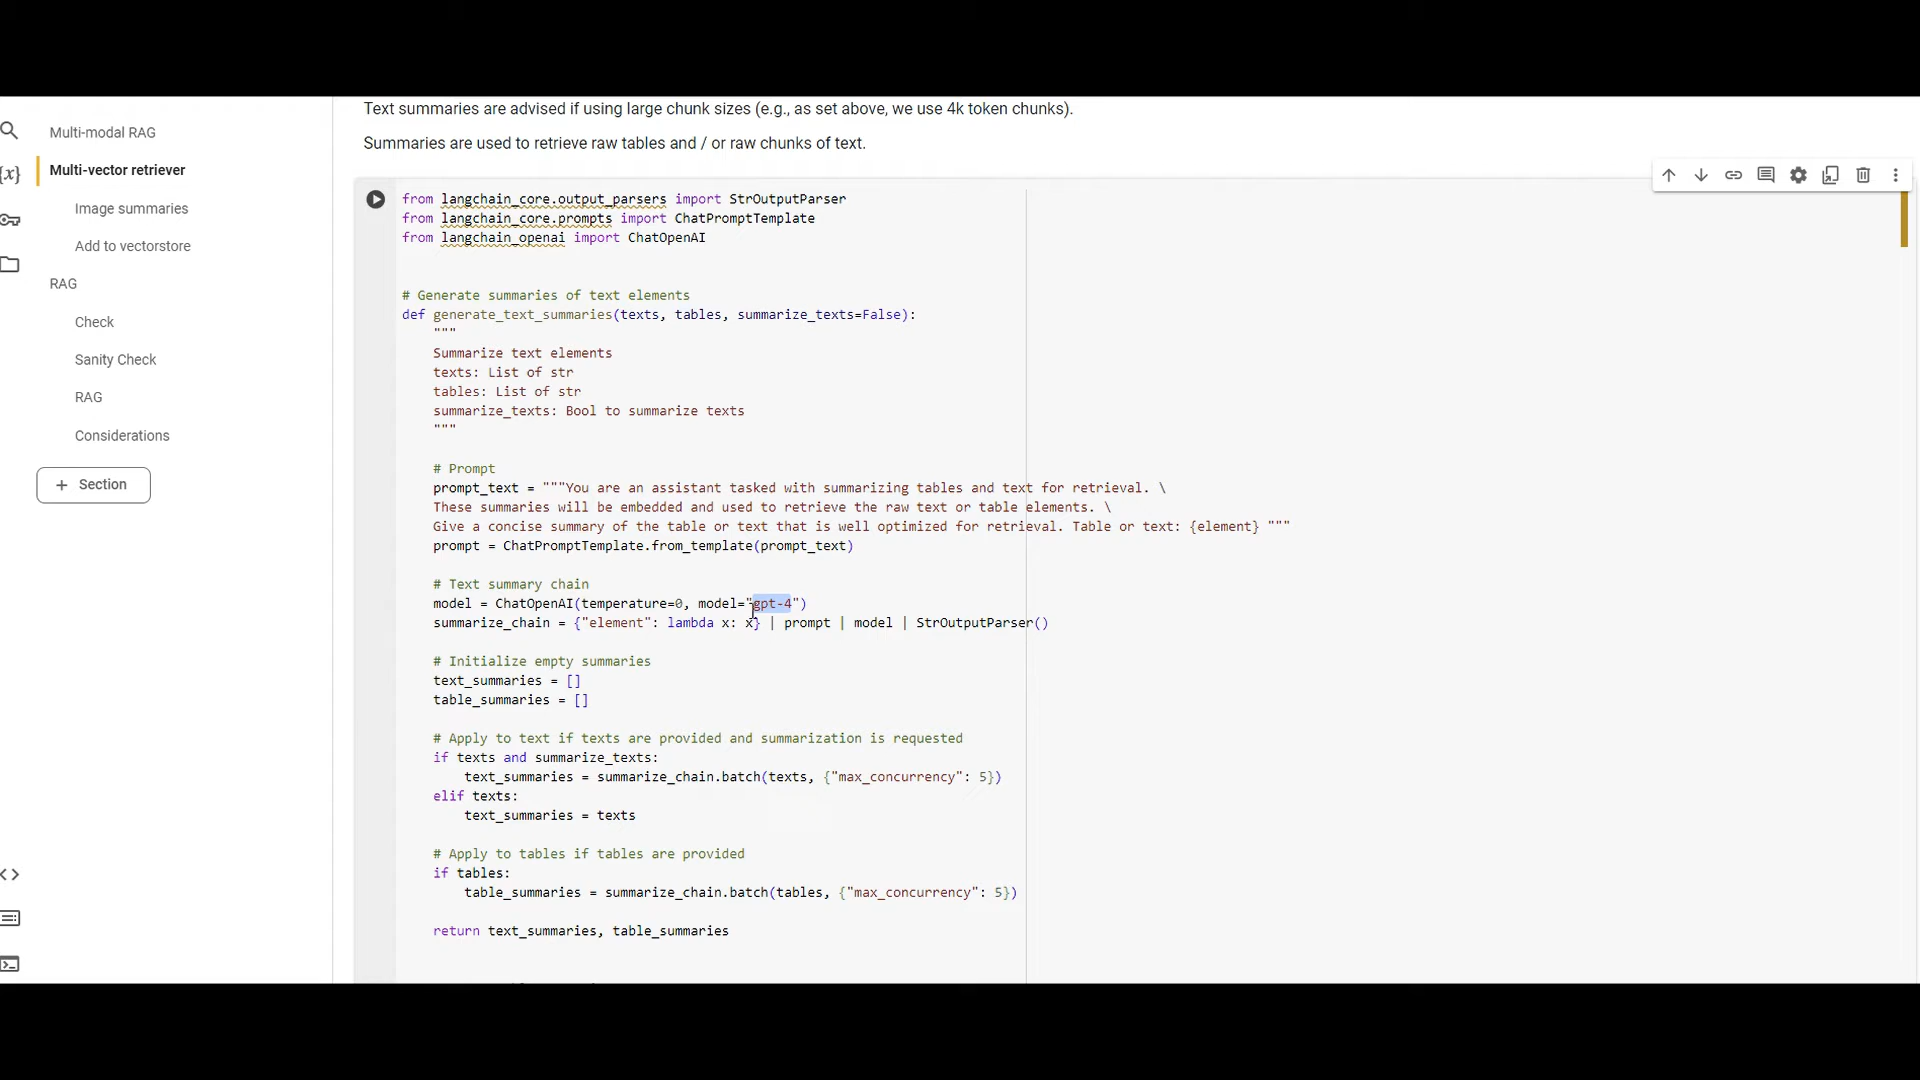 Text summaries are advised if using large chunk sizes (e.g., as set above, we use 4k token chunks).
Summaries are used to retrieve raw tables and / or raw chunks of text.
Multi-modal RAG
Multi-vector retriever
Image summaries
Add to vectorstore
RAG
Check
Sanity Check
RAG
Considerations
+ Section
{x}
from langchain_core.output_parsers import StrOutputParser
from langchain_core.prompts import ChatPromptTemplate
from langchain_openai import ChatOpenAI
# Generate summaries of text elements
def generate_text_summaries(texts, tables, summarize_texts=False):
    """
    Summarize text elements
    texts: List of str
    tables: List of str
    summarize_texts: Bool to summarize texts
    """
    # Prompt
    prompt_text = """You are an assistant tasked with summarizing tables and text for retrieval. \
    These summaries will be embedded and used to retrieve the raw text or table elements. \
    Give a concise summary of the table or text that is well optimized for retrieval. Table or text: {element} """
    prompt = ChatPromptTemplate.from_template(prompt_text)
    # Text summary chain
    model = ChatOpenAI(temperature=0, model="gpt-4")
    summarize_chain = {"element": lambda x: x} | prompt | model | StrOutputParser()
    # Initialize empty summaries
    text_summaries = []
    table_summaries = []
    # Apply to text if texts are provided and summarization is requested
    if texts and summarize_texts:
        text_summaries = summarize_chain.batch(texts, {"max_concurrency": 5})
    elif texts:
        text_summaries = texts
    # Apply to tables if tables are provided
    if tables:
        table_summaries = summarize_chain.batch(tables, {"max_concurrency": 5})
    return text_summaries, table_summaries